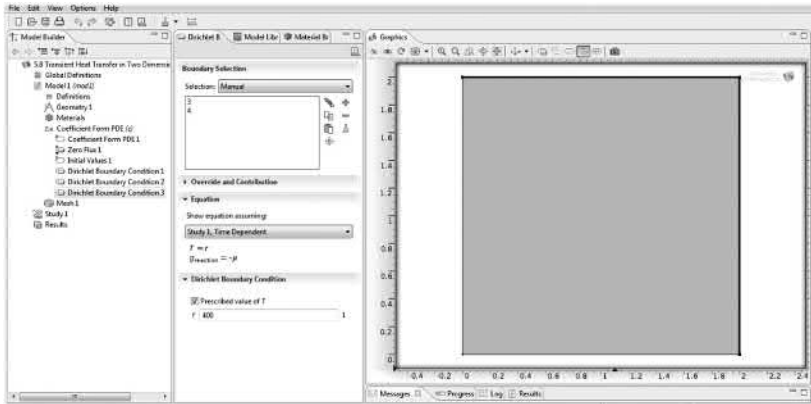 File Edit View Options Help
Model Builder
5.8 Transient Heat Transfer in Two Dimensio
Global Definitions
Model 1 (mod1)
Definitions
Geometry 1
Materials
Coefficient Form PDE (c)
Coefficient Form PDE 1
Zero Flux 1
Initial Values 1
Dirichlet Boundary Condition 1
Dirichlet Boundary Condition 2
Dirichlet Boundary Condition 3
Mesh 1
Study 1
Results
Dirichlet B Model Libr Material Br
Boundary Selection
Selection: Manual
3
4
Override and Contribution
Equation
Show equation assuming:
Study 1, Time Dependent
T = r
g reaction = -μ
Dirichlet Boundary Condition
Prescribed value of T
r 400 1
Graphics
2
1.8
1.6
1.4
1.2
1
0.8
0.6
0.4
0.2
0
0.4 0.2 0 0.2 0.4 0.6 0.8 1 1.2 1.4 1.6 1.8 2 2.2 2.4
Messages Progress Log Results